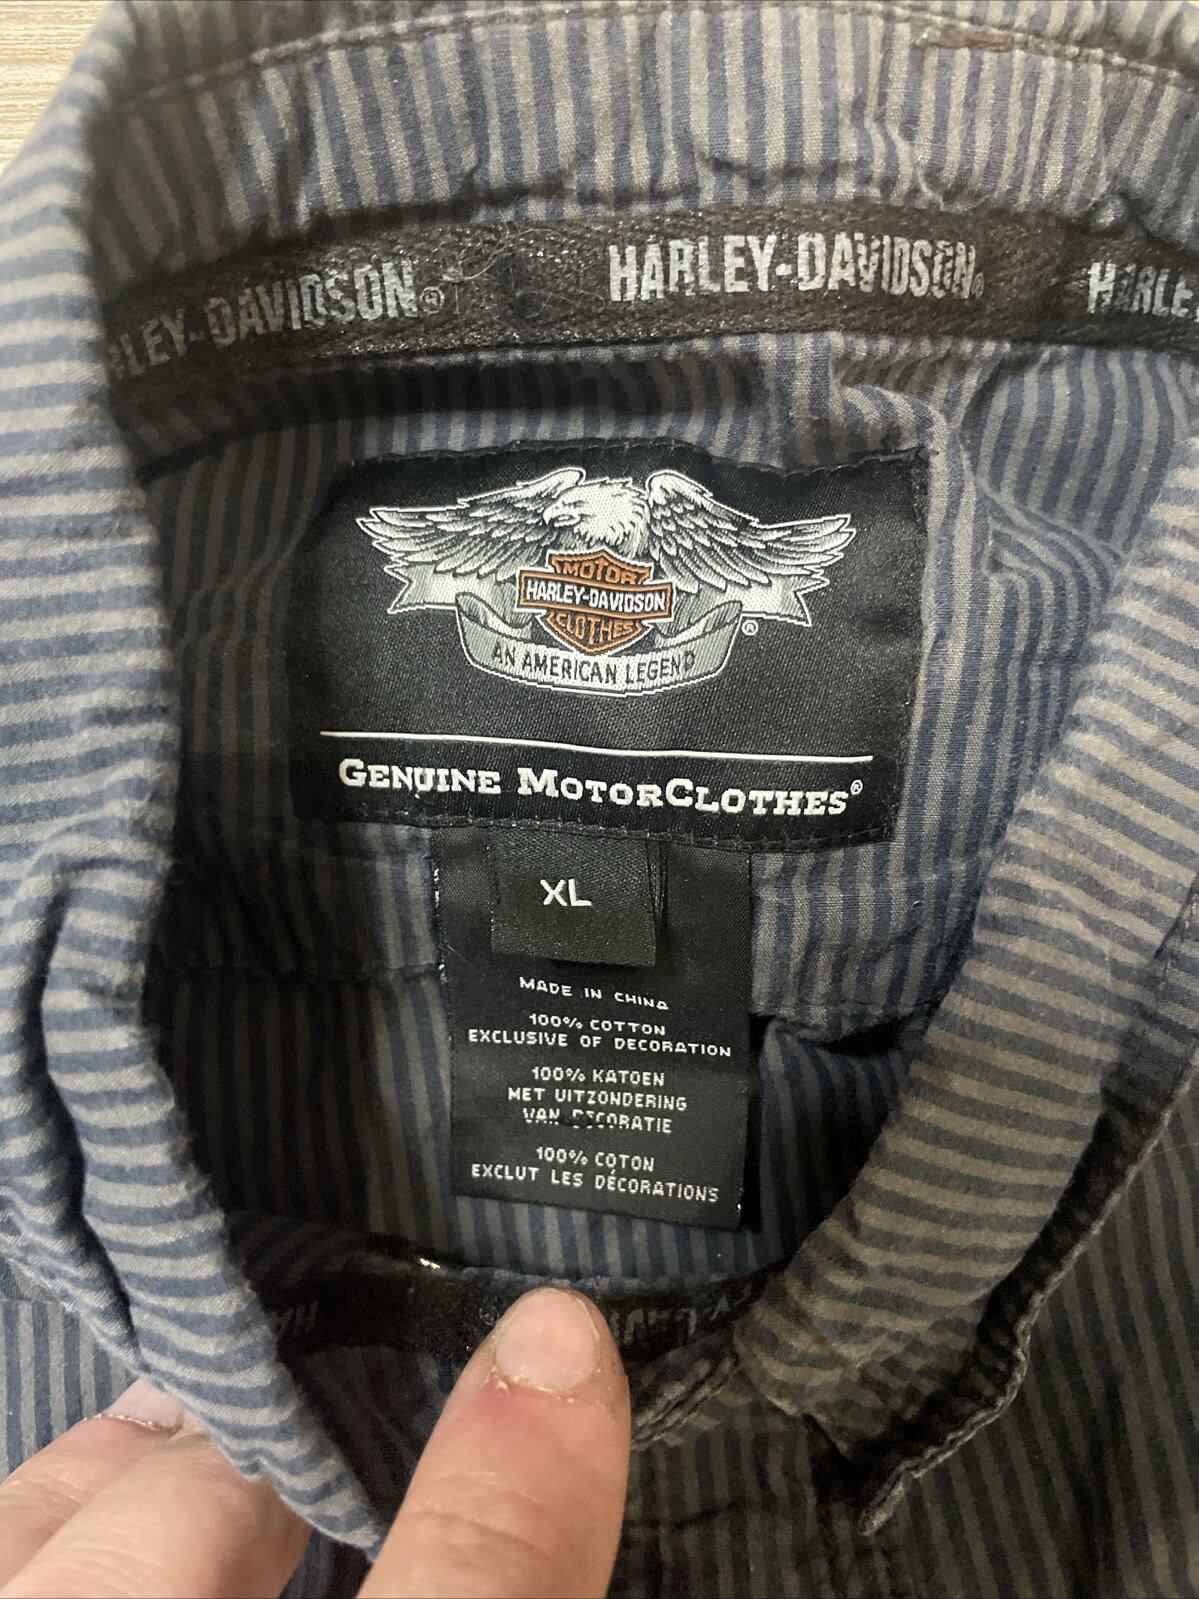 HARLEY-DAVIDSON®
HARLEY-DAVIDSON®
MOTOR
HARLEY-DAVIDSON
CLOTHES
®
AN AMERICAN LEGEND
GENUINE MOTORCLOTHES®
XL
MADE IN CHINA
100% COTTON
EXCLUSIVE OF DECORATION
100% KATOEN
MET UITZONDERING
VAN DECORATIE
100% COTON
EXCLUT LES DÉCORATIONS